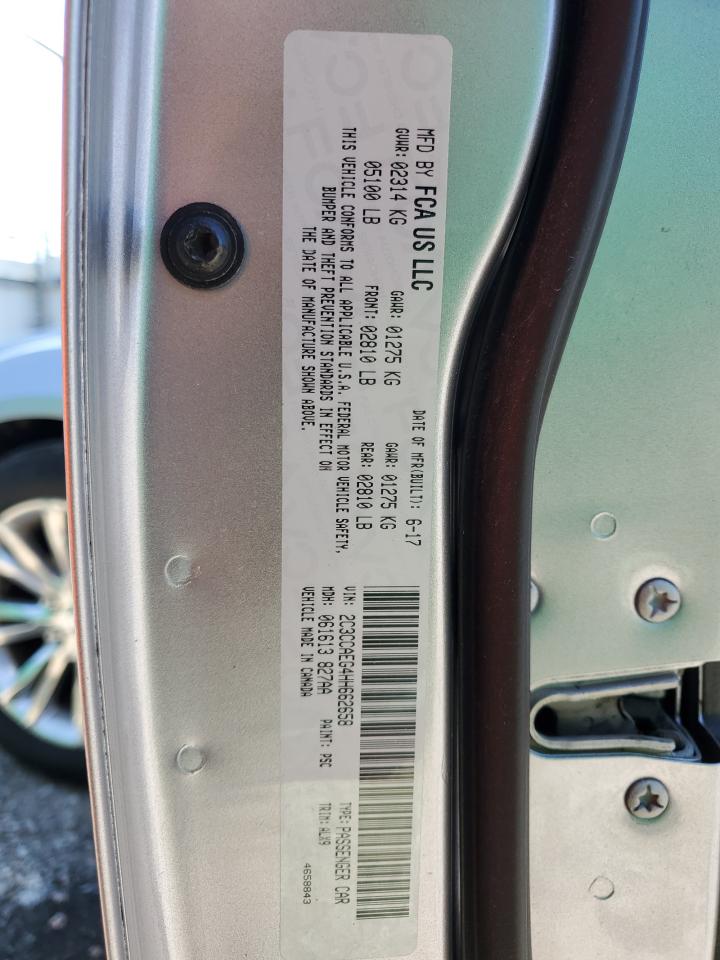 MFD BY FCA US LLC
DATE OF MFR(BUILT): 6-17
GVWR: 02314 KG GAWR: 01275 KG GAWR: 01275 KG
05100 LB FRONT: 02810 LB REAR: 02810 LB
THIS VEHICLE CONFORMS TO ALL APPLICABLE U.S.A. FEDERAL MOTOR VEHICLE SAFETY,
BUMPER AND THEFT PREVENTION STANDARDS IN EFFECT ON
THE DATE OF MANUFACTURE SHOWN ABOVE.
VIN: 2C3CCAEG4HH662658 TYPE: PASSENGER CAR
MDH: 061613 827AA PAINT: PSC TRIM: ALX9
VEHICLE MADE IN CANADA 4658843